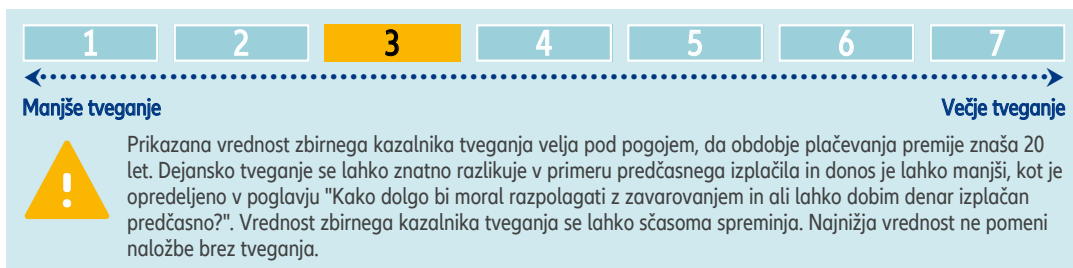 1 2 3 4 5 6 7
Manjše tveganje Večje tveganje
Prikazana vrednost zbirnega kazalnika tveganja velja pod pogojem, da obdobje plačevanja premije znaša 20
let. Dejansko tveganje se lahko znatno razlikuje v primeru predčasnega izplačila in donos je lahko manjši, kot je
opredeljeno v poglavju "Kako dolgo bi moral razpolagati z zavarovanjem in ali lahko dobim denar izplačan
predčasno?". Vrednost zbirnega kazalnika tveganja se lahko sčasoma spreminja. Najnižja vrednost ne pomeni
naložbe brez tveganja.